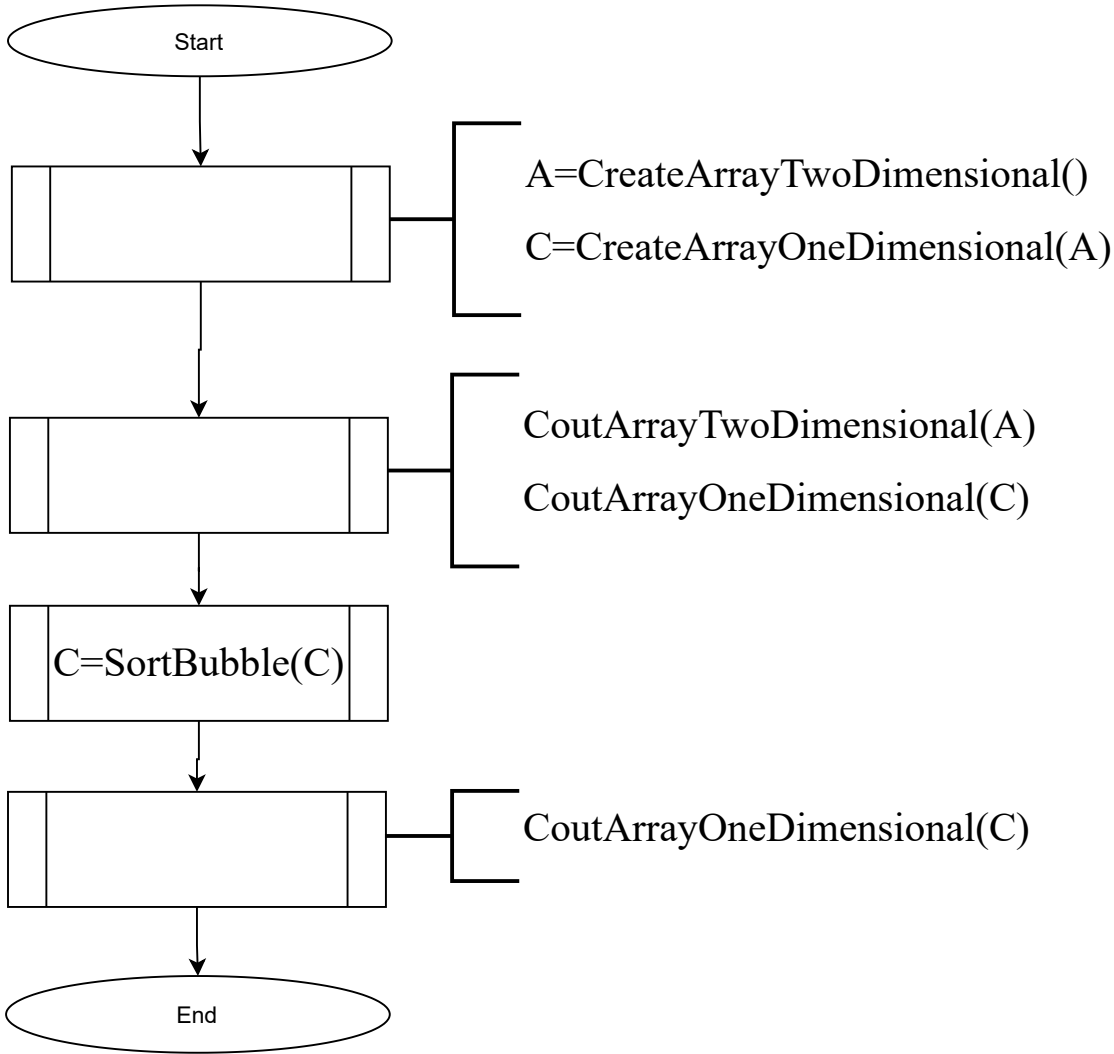 Start
A=CreateArrayTwoDimensional()
C=CreateArrayOneDimensional(A)
CoutArrayTwoDimensional(A)
CoutArrayOneDimensional(C)
C=SortBubble(C)
CoutArrayOneDimensional(C)
End